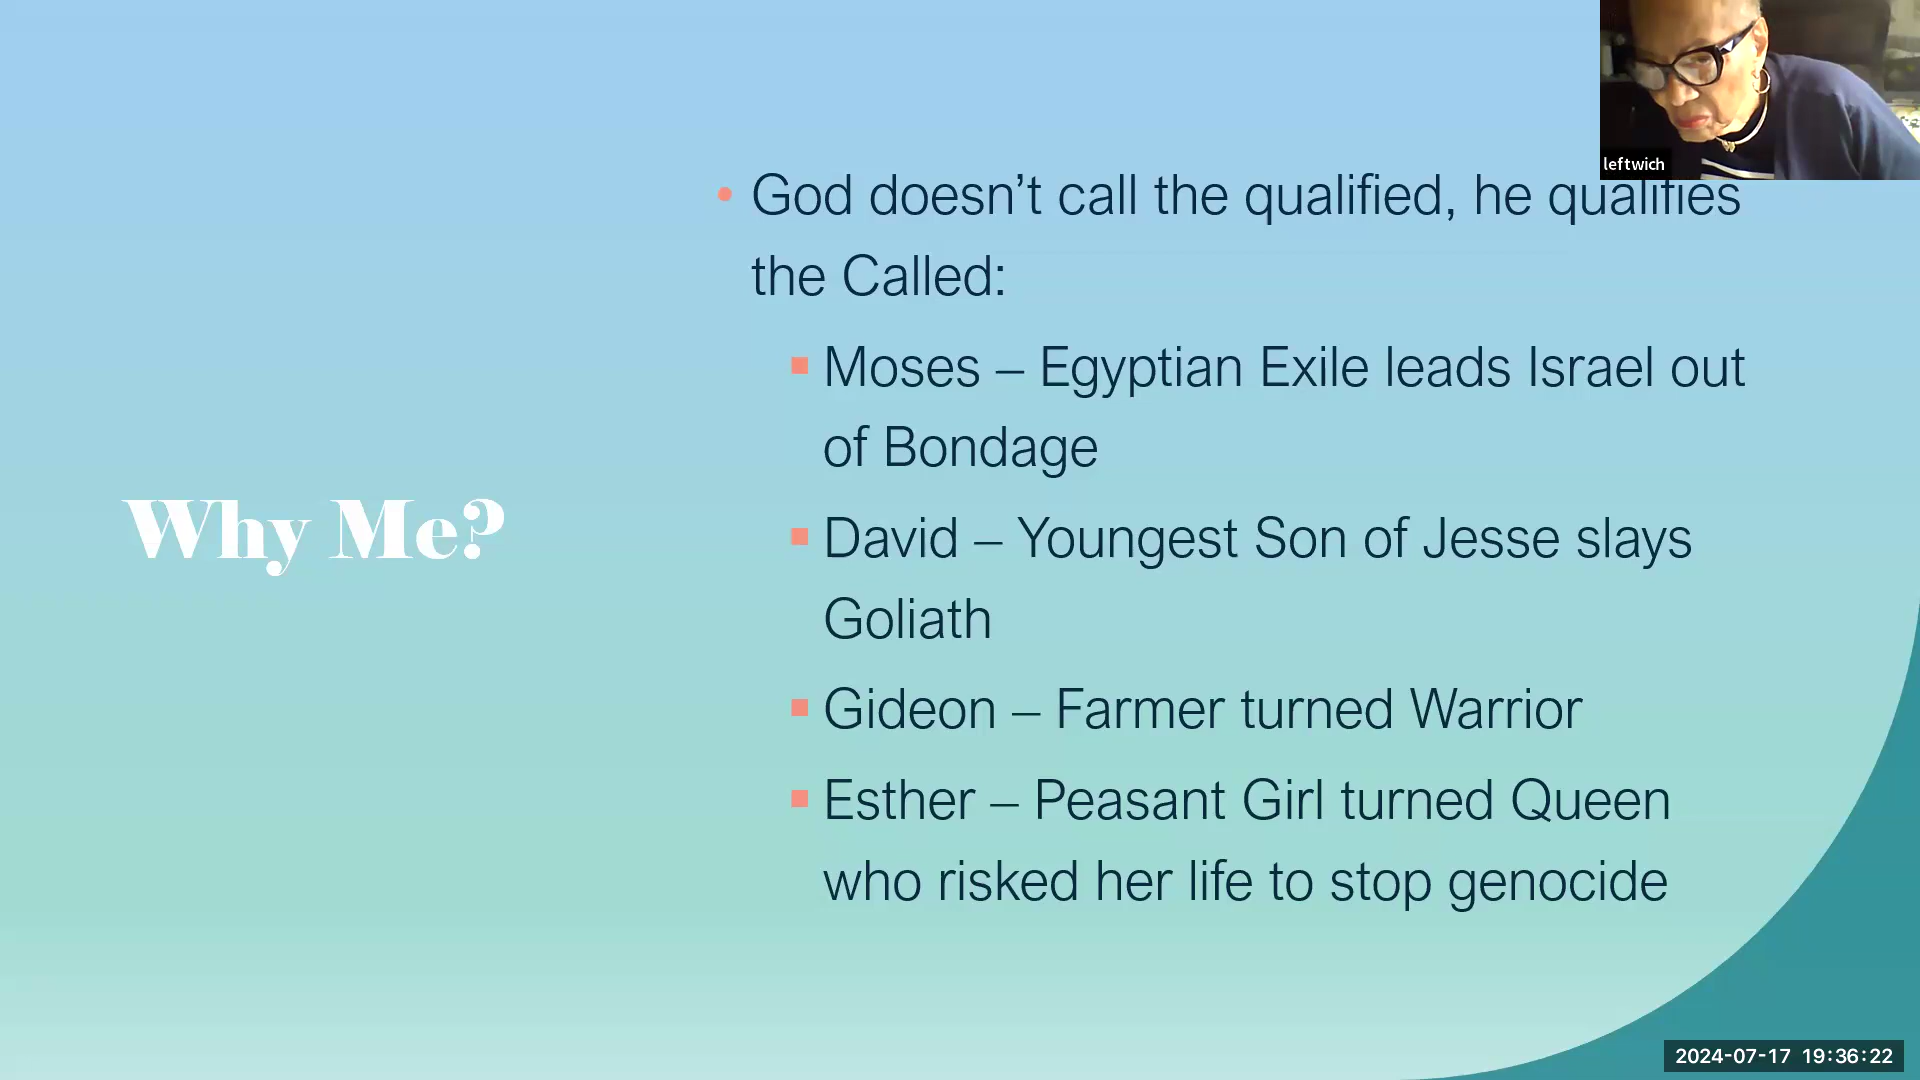 leftwich
God doesn’t call the qualified, he qualifies
the Called:
Moses – Egyptian Exile leads Israel out
of Bondage
Why Me?
David – Youngest Son of Jesse slays
Goliath
Gideon – Farmer turned Warrior
Esther – Peasant Girl turned Queen
who risked her life to stop genocide
2024-07-17 19:36:22